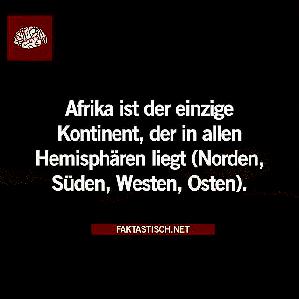 Afrika ist der einzige
Kontinent, der in allen
Hemisphären liegt (Norden,
Süden, Westen, Osten).
FAKTASTISCH.NET